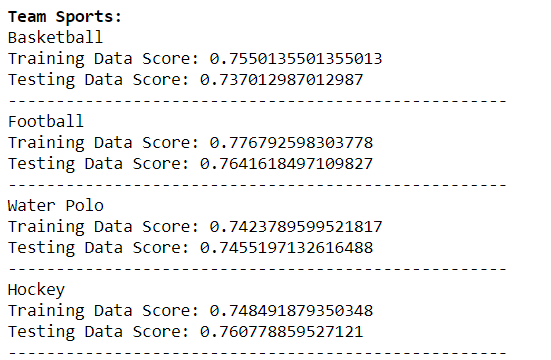 Team Sports:
Basketball
Training Data Score: 0.7550135501355013
Testing Data Score: 0.737012987012987
---------------------------------------------------
Football
Training Data Score: 0.776792598303778
Testing Data Score: 0.7641618497109827
---------------------------------------------------
Water Polo
Training Data Score: 0.7423789599521817
Testing Data Score: 0.7455197132616488
---------------------------------------------------
Hockey
Training Data Score: 0.748491879350348
Testing Data Score: 0.760778859527121
---------------------------------------------------